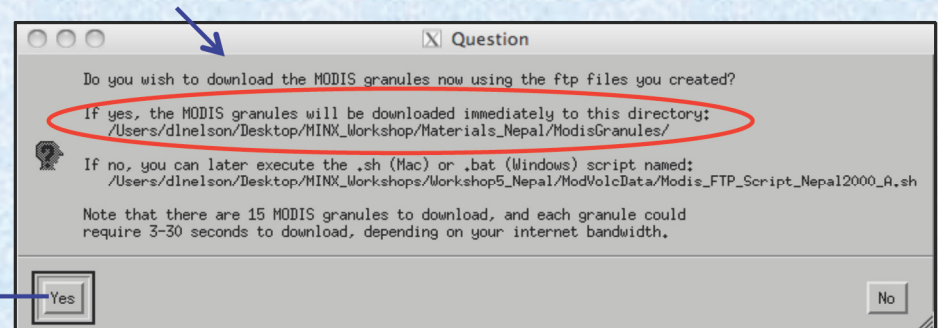 X Question
Do you wish to download the MODIS granules now using the ftp files you created?
If yes, the MODIS granules will be downloaded immediately to this directory:
/Users/dlnelson/Desktop/MINX_Workshop/Materials_Nepal/ModisGranules/
If no, you can later execute the .sh (Mac) or .bat (Windows) script named:
/Users/dlnelson/Desktop/MINX_Workshops/Workshop5_Nepal/ModVolcData/Modis_FTP_Script_Nepal2000_A.sh
Note that there are 15 MODIS granules to download, and each granule could
require 3-30 seconds to download, depending on your internet bandwidth.
Yes
No